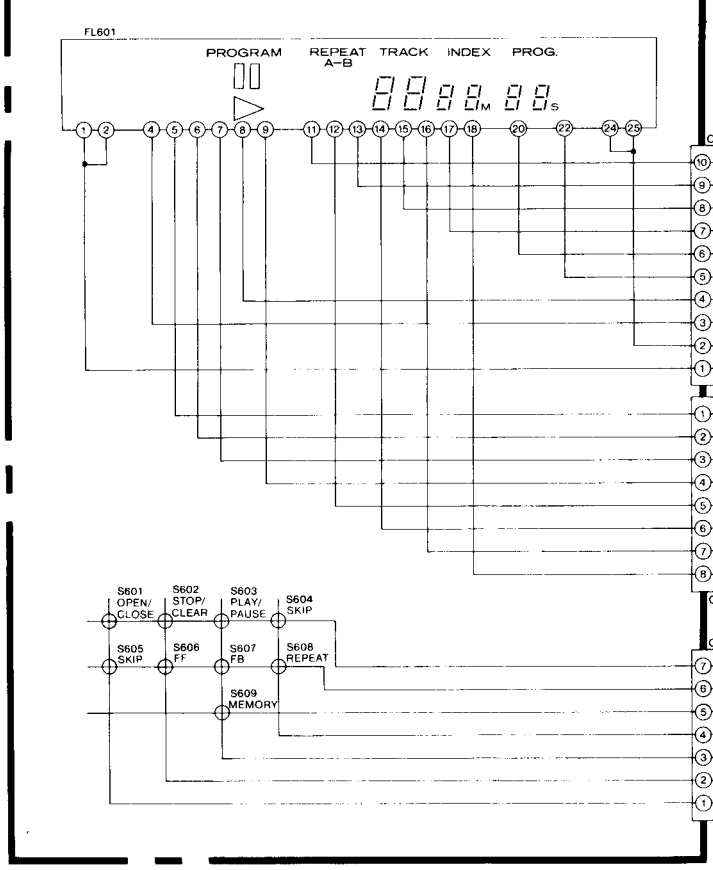 FL601
PROGRAM REPEAT TRACK INDEX PROG.
A-B
88 88M 88S
1 2 4 5 6 7 8 9 11 12 13 14 15 16 17 18 20 22 24 25
10
9
8
7
6
5
4
3
2
1
1
2
3
4
5
6
7
8
S601 OPEN/CLOSE
S602 STOP/CLEAR
S603 PLAY/PAUSE
S604 SKIP
S605 SKIP
S606 FF
S607 FB
S608 REPEAT
S609 MEMORY
7
6
5
4
3
2
1